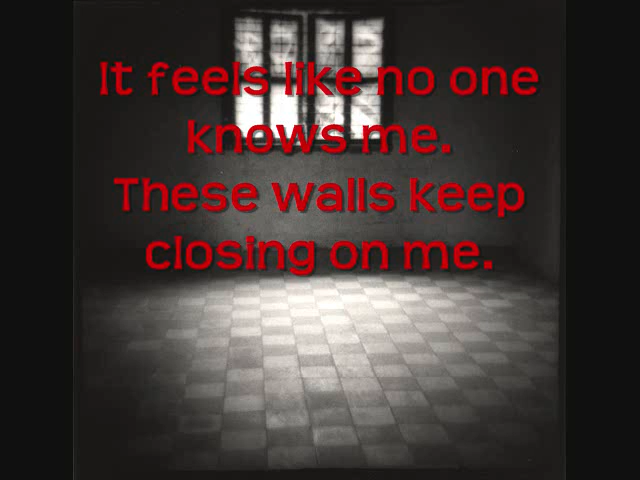 It feels like no one
knows me.
These walls keep
closing on me.